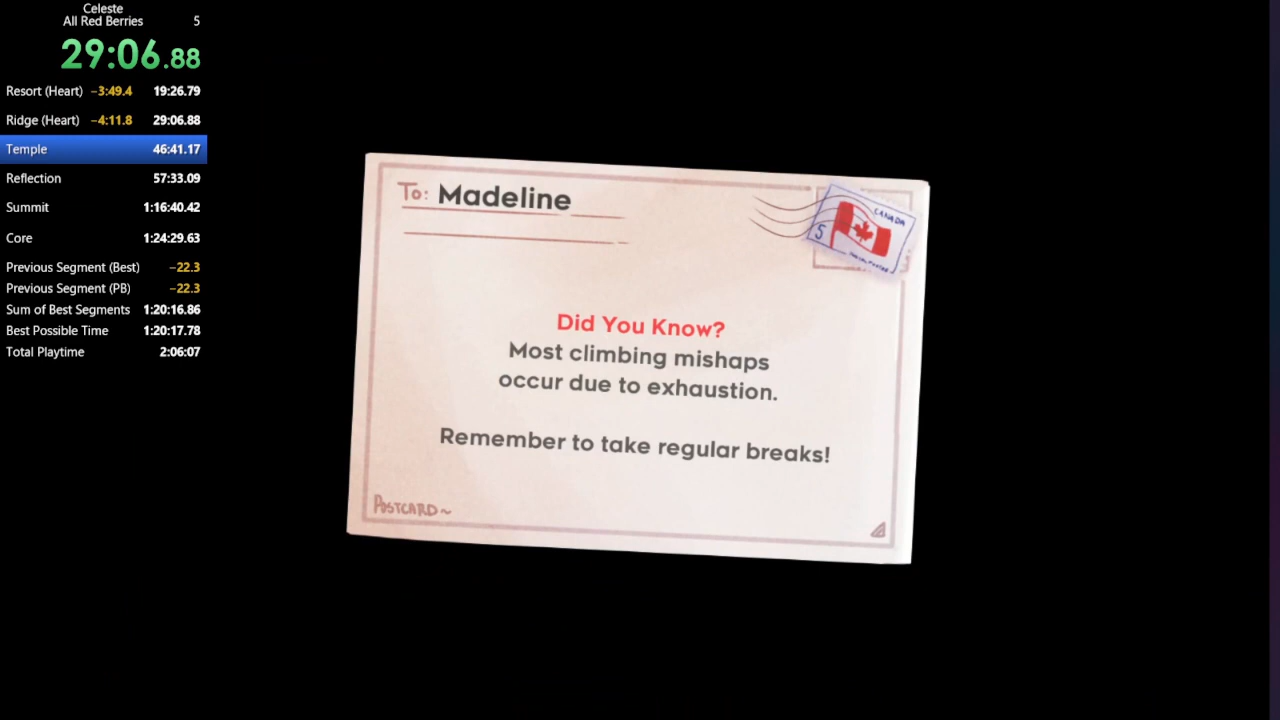 Celeste
All Red Berries 5
29:06.88
Resort (Heart) −3:49.4 19:26.79
Ridge (Heart) −4:11.8 29:06.88
Temple 46:41.17
Reflection 57:33.09
Summit 1:16:40.42
Core 1:24:29.63
Previous Segment (Best) −22.3
Previous Segment (PB) −22.3
Sum of Best Segments 1:20:16.86
Best Possible Time 1:20:17.78
Total Playtime 2:06:07
To: Madeline
CANADA
5
Did You Know?
Most climbing mishaps
occur due to exhaustion.
Remember to take regular breaks!
POSTCARD~